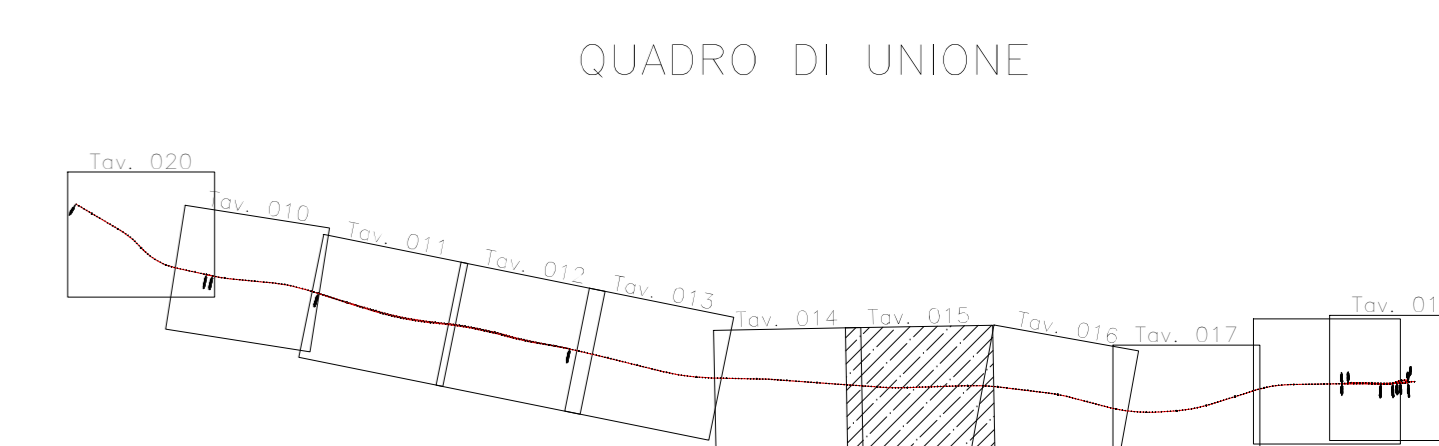 QUADRO DI UNIONE
Tav. 020
Tav. 010
Tav. 011
Tav. 012
Tav. 013
Tav. 014
Tav. 015
Tav. 016
Tav. 017
Tav.